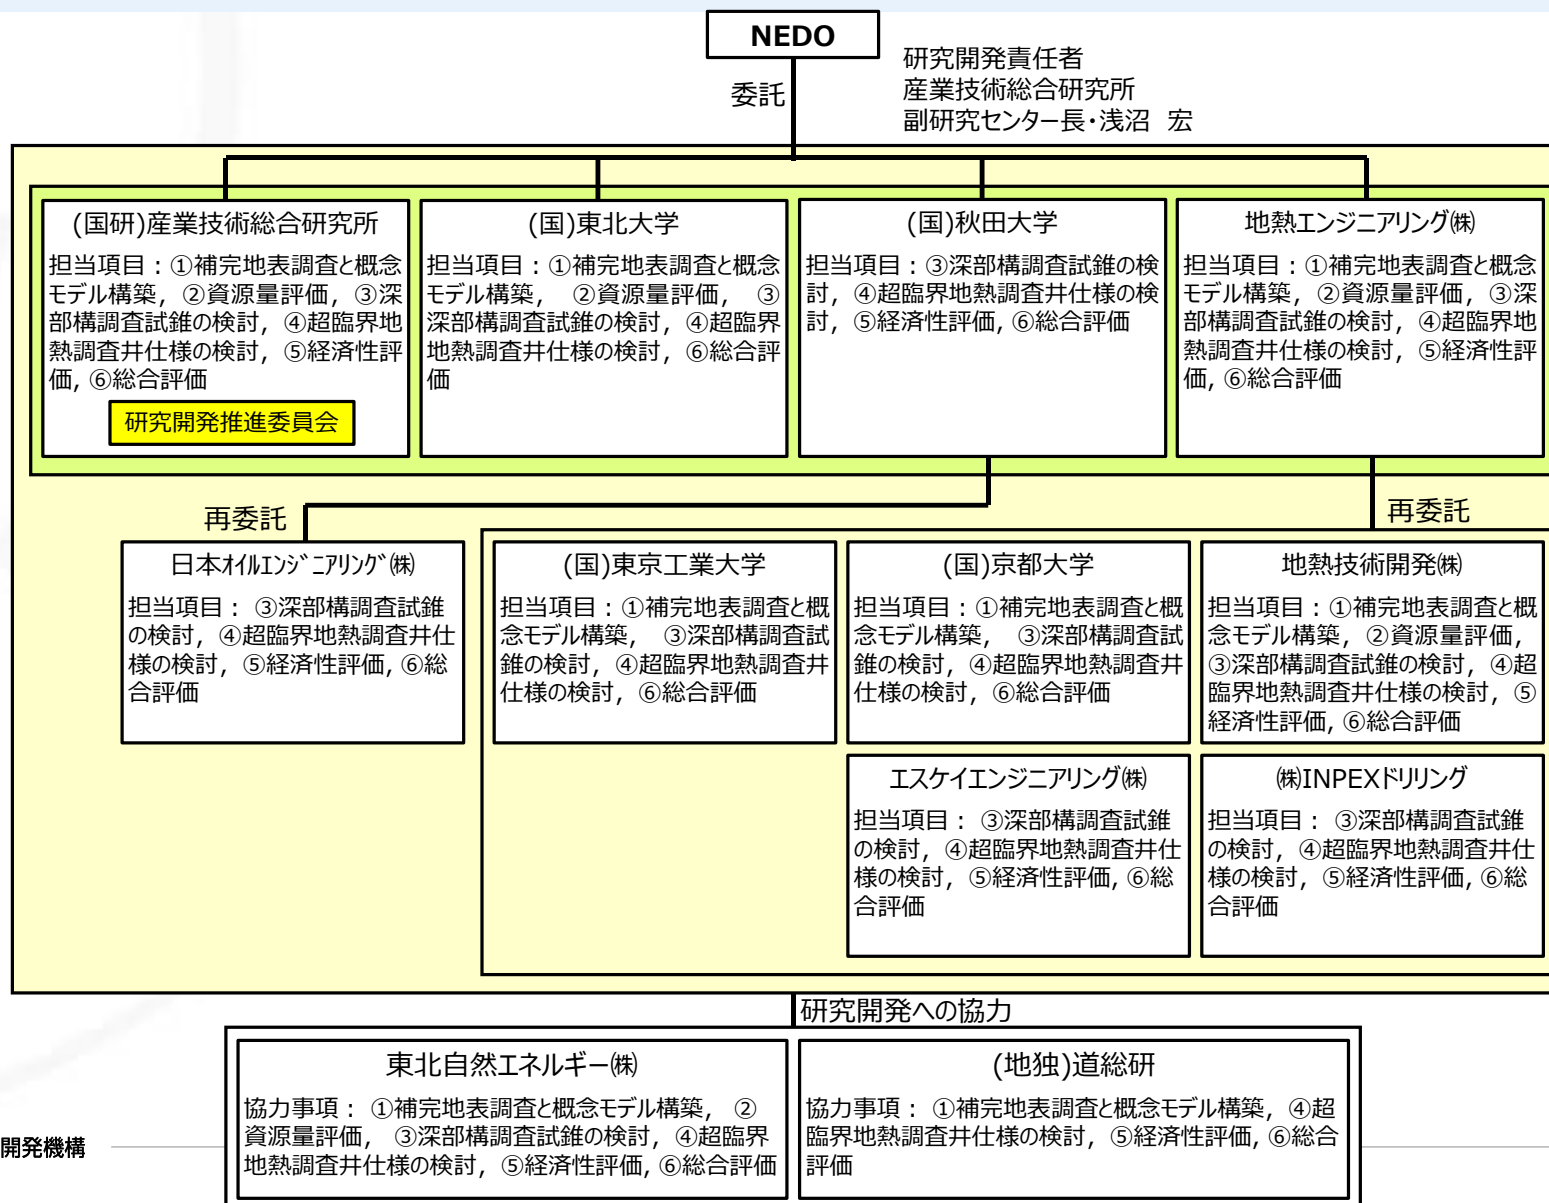 NEDO
委託
研究開発責任者
産業技術総合研究所
副研究センター長・浅沼 宏
(国研)産業技術総合研究所
担当項目：①補完地表調査と概念
モデル構築，②資源量評価，③深
部構調査試錐の検討，④超臨界地
熱調査井仕様の検討，⑤経済性評
価, ⑥総合評価
研究開発推進委員会
(国)東北大学
担当項目：①補完地表調査と概念
モデル構築， ②資源量評価， ③
深部構調査試錐の検討，④超臨界
地熱調査井仕様の検討，⑥総合評
価
(国)秋田大学
担当項目：③深部構調査試錐の検
討，④超臨界地熱調査井仕様の検
討，⑤経済性評価, ⑥総合評価
地熱エンジニアリング㈱
担当項目：①補完地表調査と概念
モデル構築，②資源量評価，③深
部構調査試錐の検討，④超臨界地
熱調査井仕様の検討，⑤経済性評
価, ⑥総合評価
再委託
再委託
日本ｵｲﾙｴﾝｼﾞﾆｱﾘﾝｸﾞ㈱
担当項目： ③深部構調査試錐
の検討，④超臨界地熱調査井仕
様の検討，⑤経済性評価, ⑥総
合評価
(国)東京工業大学
担当項目：①補完地表調査と概
念モデル構築， ③深部構調査試
錐の検討，④超臨界地熱調査井
仕様の検討，⑥総合評価
(国)京都大学
担当項目：①補完地表調査と概
念モデル構築， ③深部構調査試
錐の検討，④超臨界地熱調査井
仕様の検討，⑥総合評価
地熱技術開発㈱
担当項目：①補完地表調査と概
念モデル構築，②資源量評価，
③深部構調査試錐の検討，④超
臨界地熱調査井仕様の検討，⑤
経済性評価, ⑥総合評価
エスケイエンジニアリング㈱
担当項目： ③深部構調査試錐
の検討，④超臨界地熱調査井仕
様の検討，⑤経済性評価, ⑥総
合評価
㈱INPEXドリリング
担当項目： ③深部構調査試錐
の検討，④超臨界地熱調査井仕
様の検討，⑤経済性評価, ⑥総
合評価
研究開発への協力
東北自然エネルギー㈱
協力事項： ①補完地表調査と概念モデル構築， ②
資源量評価， ③深部構調査試錐の検討，④超臨界
地熱調査井仕様の検討，⑤経済性評価, ⑥総合評価
(地独)道総研
協力事項： ①補完地表調査と概念モデル構築，④超
臨界地熱調査井仕様の検討，⑤経済性評価, ⑥総合
評価
開発機構